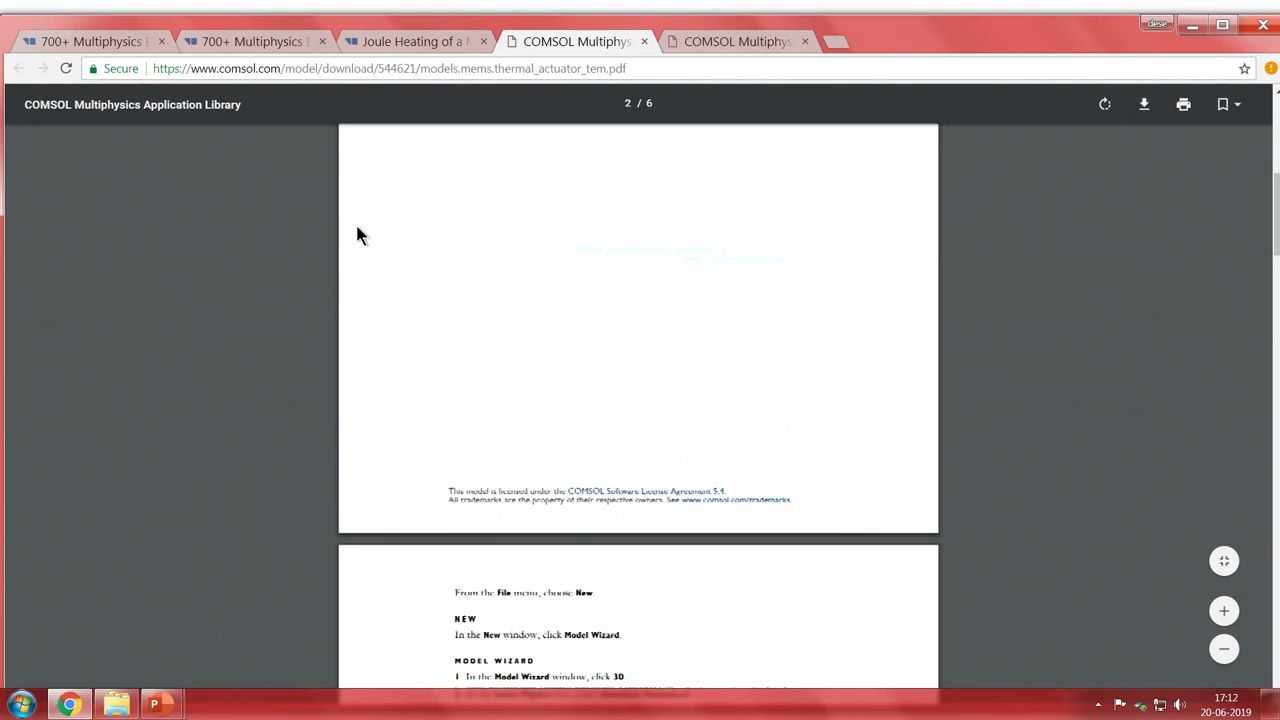 dese
700+ Multiphysics E
700+ Multiphysics E
Joule Heating of a M
COMSOL Multiphys
COMSOL Multiphys
Secure https://www.comsol.com/model/download/544621/models.mems.thermal_actuator_tem.pdf
COMSOL Multiphysics Application Library
2 / 6
This model is licensed under the COMSOL Software License Agreement 5.4.
All trademarks are the property of their respective owners. See www.comsol.com/trademarks.
From the File menu, choose New.
NEW
In the New window, click Model Wizard.
MODEL WIZARD
1 In the Model Wizard window, click 3D.
17:12
20-06-2019